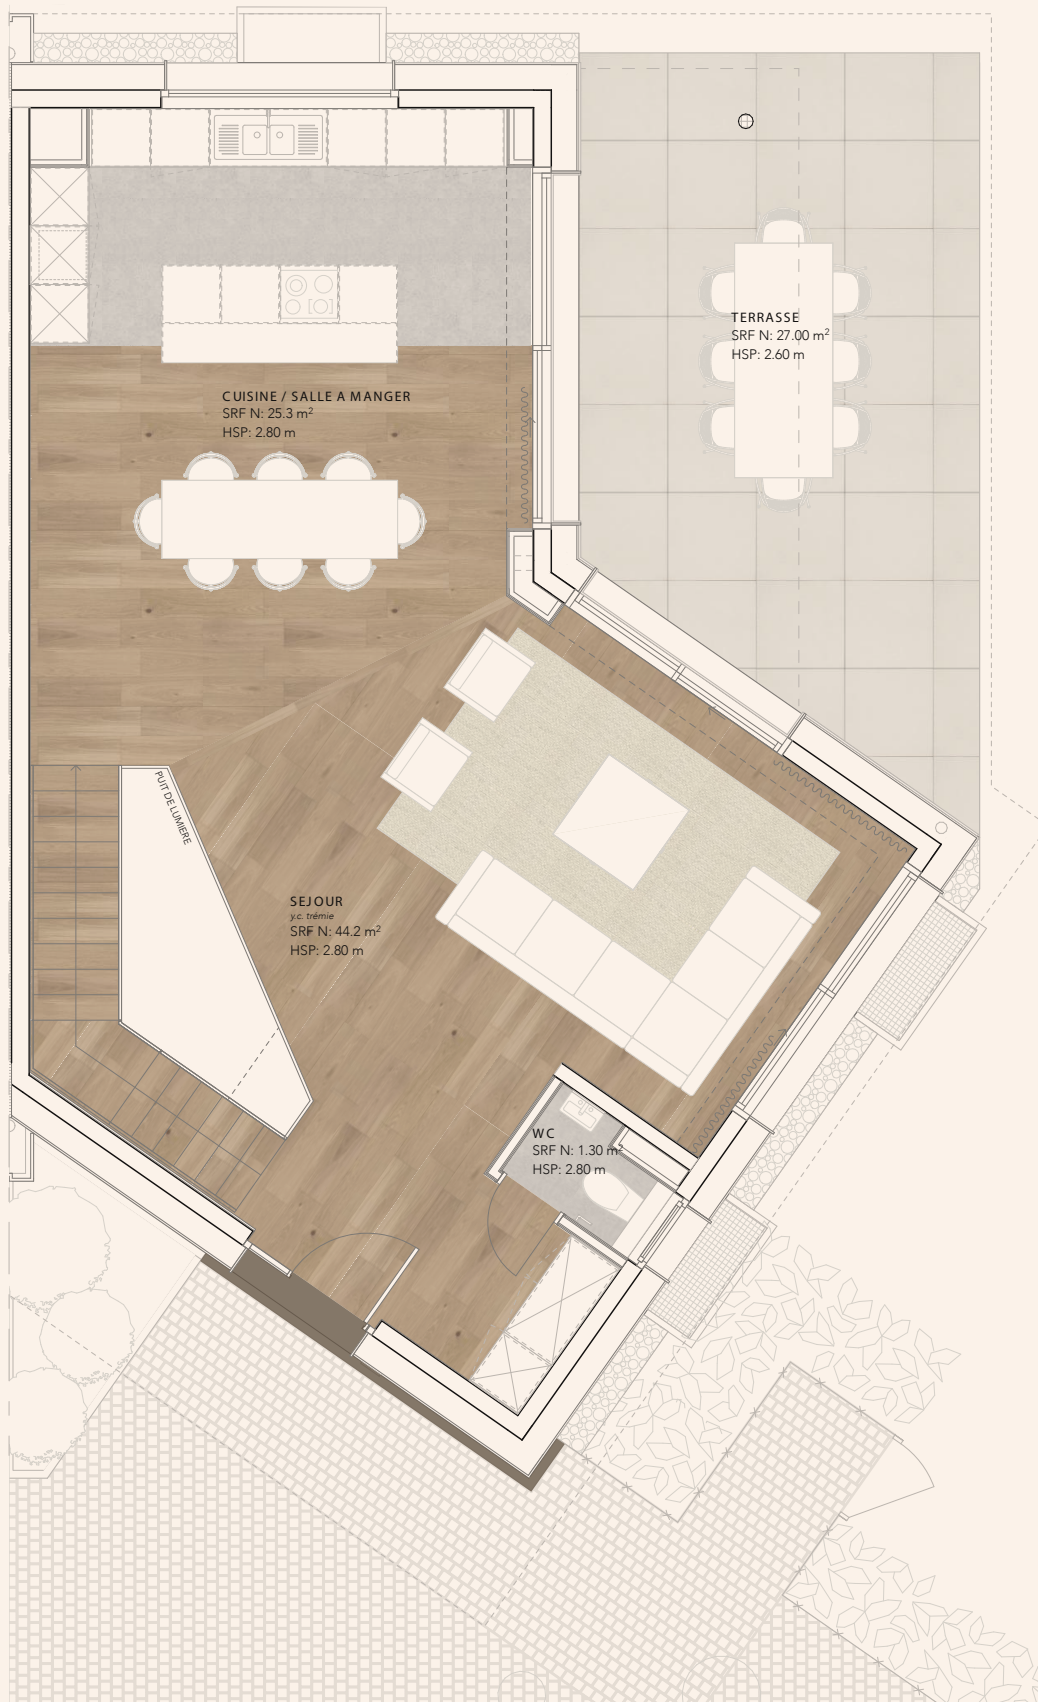 TERRASSE
SRF N: 27.00 m²
HSP: 2.60 m
CUISINE / SALLE A MANGER
SRF N: 25.3 m²
HSP: 2.80 m
PUIT DE LUMIERE
SEJOUR
y.c. trémie
SRF N: 44.2 m²
HSP: 2.80 m
WC
SRF N: 1.30 m²
HSP: 2.80 m